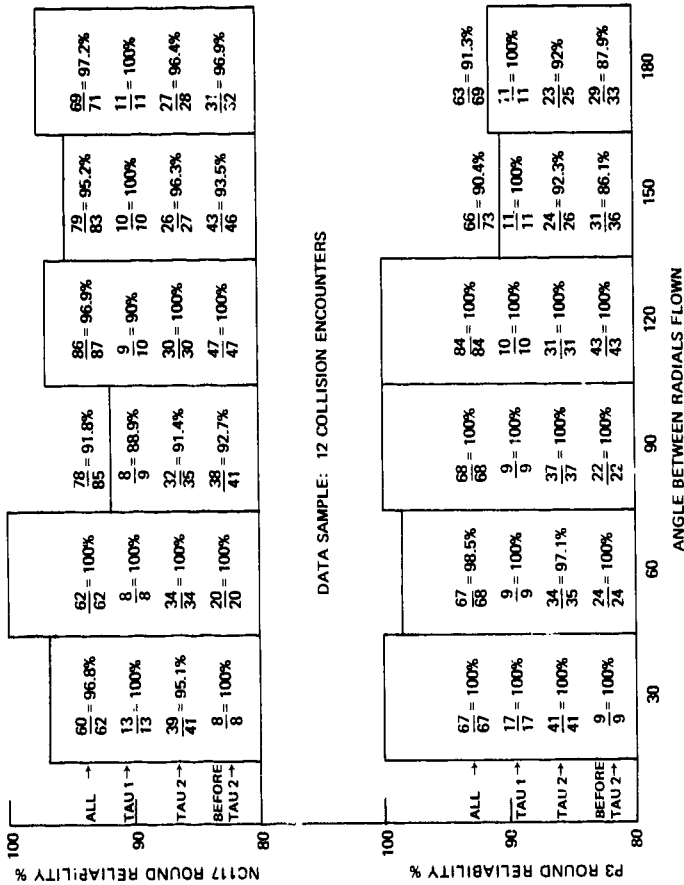 NC117 ROUND RELIABILITY %
100
90
80
ALL → 60/62 = 96.8% 62/62 = 100% 78/85 = 91.8% 86/87 = 96.9% 79/83 = 95.2% 69/71 = 97.2%
TAU 1 → 13/13 = 100% 8/8 = 100% 8/9 = 88.9% 9/10 = 90% 10/10 = 100% 11/11 = 100%
TAU 2 → 39/41 = 95.1% 34/34 = 100% 32/35 = 91.4% 30/30 = 100% 26/27 = 96.3% 27/28 = 96.4%
BEFORE
TAU 2 → 8/8 = 100% 20/20 = 100% 38/41 = 92.7% 47/47 = 100% 43/46 = 93.5% 31/32 = 96.9%
DATA SAMPLE: 12 COLLISION ENCOUNTERS
P3 ROUND RELIABILITY %
100
90
80
ALL → 67/67 = 100% 67/68 = 98.5% 68/68 = 100% 84/84 = 100% 66/73 = 90.4% 63/69 = 91.3%
TAU 1 → 17/17 = 100% 9/9 = 100% 9/9 = 100% 10/10 = 100% 11/11 = 100% 11/11 = 100%
TAU 2 → 41/41 = 100% 34/35 = 97.1% 37/37 = 100% 31/31 = 100% 24/26 = 92.3% 23/25 = 92%
BEFORE
TAU 2 → 9/9 = 100% 24/24 = 100% 22/22 = 100% 43/43 = 100% 31/36 = 86.1% 29/33 = 87.9%
30 60 90 120 150 180
ANGLE BETWEEN RADIALS FLOWN